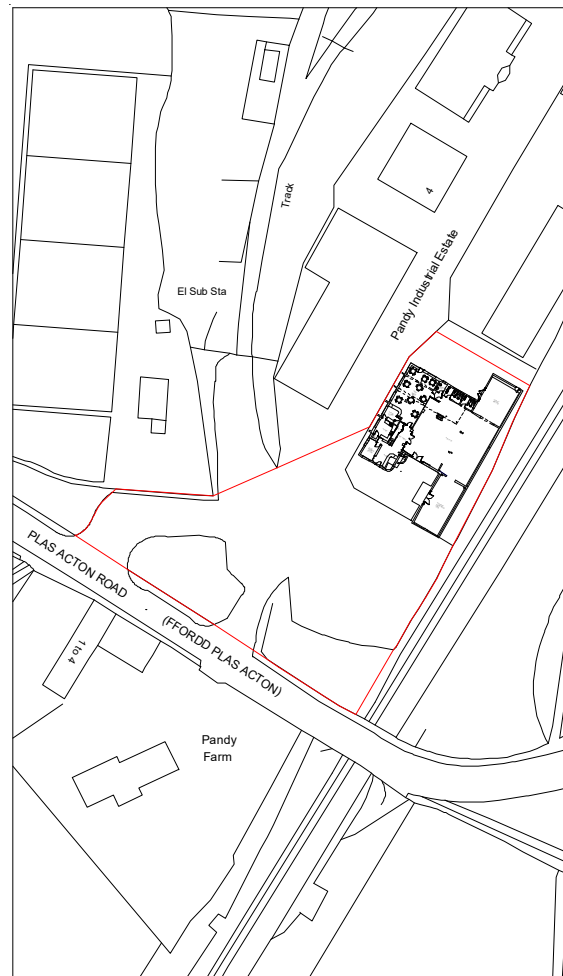 4
Track
Pandy Industrial Estate
El Sub Sta
PLAS ACTON ROAD
(FFORDD PLAS ACTON)
1 to 4
Pandy
Farm